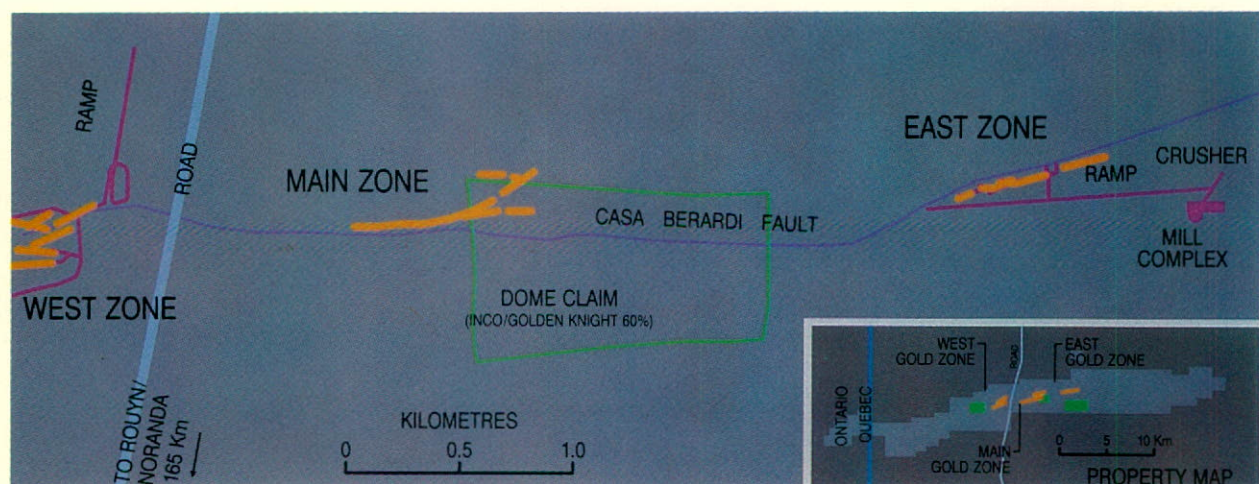 RAMP
ROAD
WEST ZONE
TO ROUYN/
NORANDA
165 Km
MAIN ZONE
CASA BERARDI FAULT
DOME CLAIM
(INCO/GOLDEN KNIGHT 60%)
KILOMETRES
0 0.5 1.0
EAST ZONE
RAMP
CRUSHER
MILL
COMPLEX
WEST
GOLD ZONE
ROAD
EAST
GOLD ZONE
ONTARIO
QUEBEC
MAIN
GOLD ZONE
0 5 10 Km
PROPERTY MAP